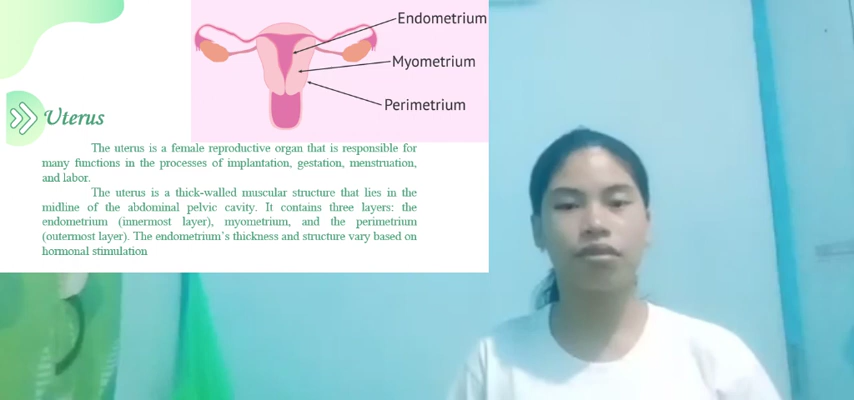 Endometrium
Myometrium
Perimetrium
Uterus
The uterus is a female reproductive organ that is responsible for
many functions in the processes of implantation, gestation, menstruation,
and labor.
The uterus is a thick-walled muscular structure that lies in the
midline of the abdominal pelvic cavity. It contains three layers: the
endometrium (innermost layer), myometrium, and the perimetrium
(outermost layer). The endometrium's thickness and structure vary based on
hormonal stimulation